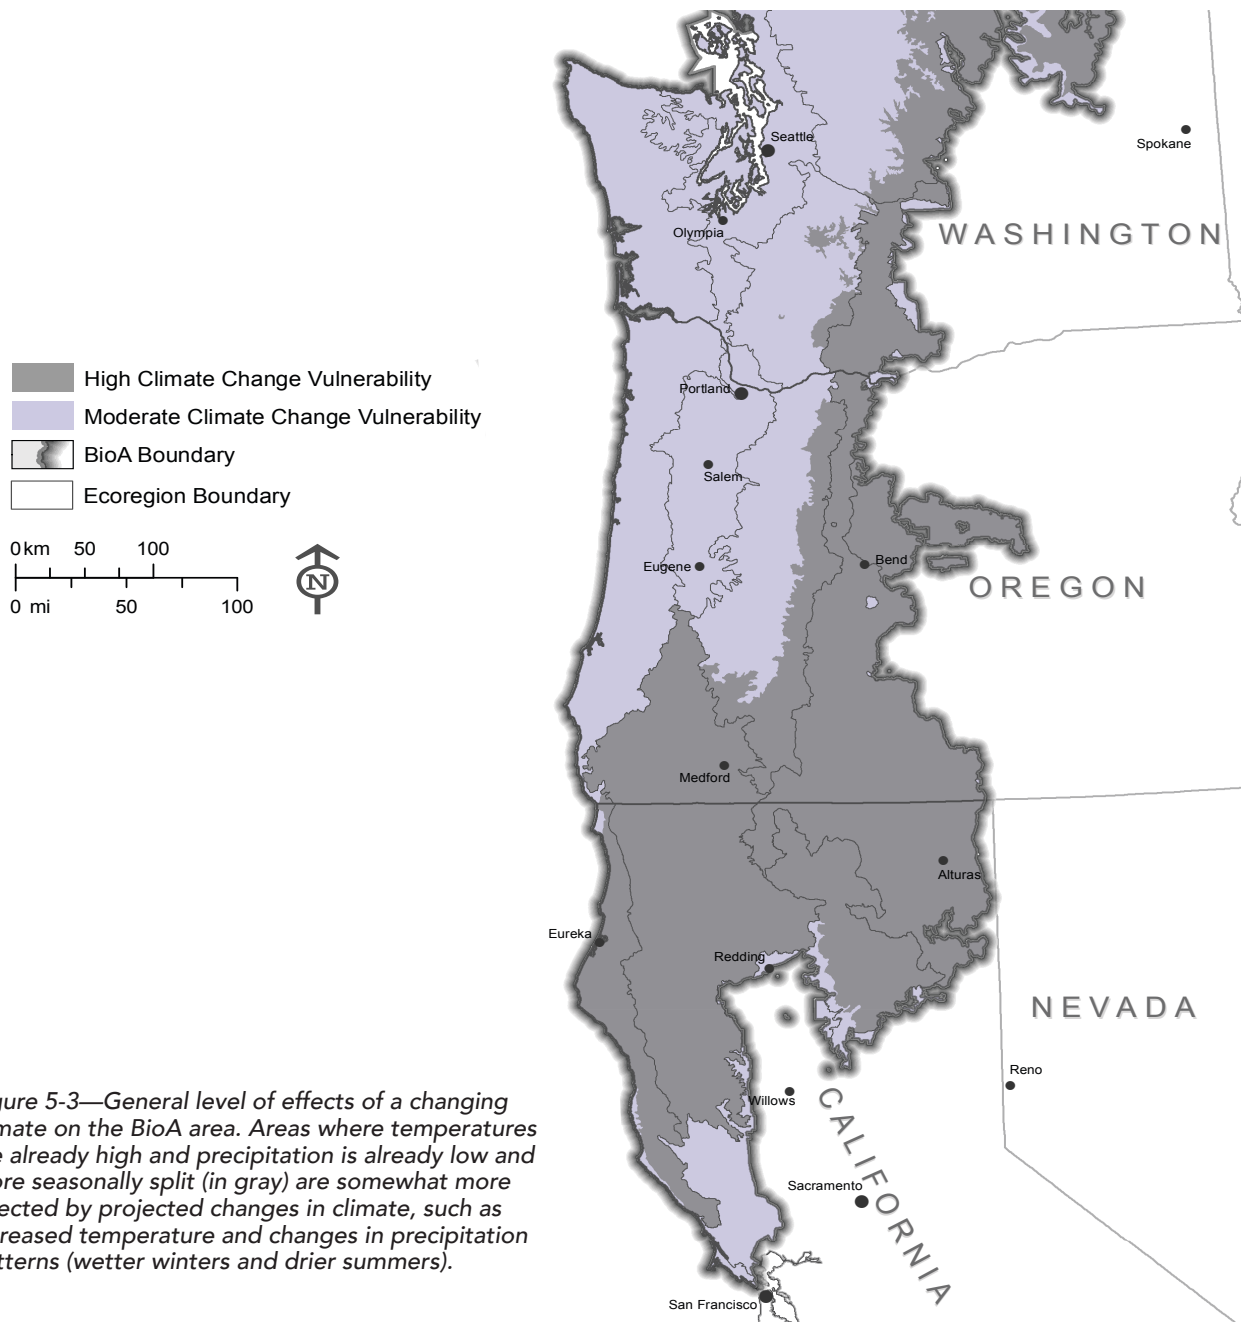 Seattle
Spokane
Olympia
WASHINGTON
High Climate Change Vulnerability
Moderate Climate Change Vulnerability
BioA Boundary
Ecoregion Boundary
0 km 50 100
0 mi 50 100
N
Portland
Salem
Eugene
Bend
OREGON
Medford
Alturas
Eureka
Redding
NEVADA
Reno
Willows
CALIFORNIA
Sacramento
San Francisco
gure 5-3—General level of effects of a changing
mate on the BioA area. Areas where temperatures
e already high and precipitation is already low and
ore seasonally split (in gray) are somewhat more
ected by projected changes in climate, such as
reased temperature and changes in precipitation
tterns (wetter winters and drier summers).